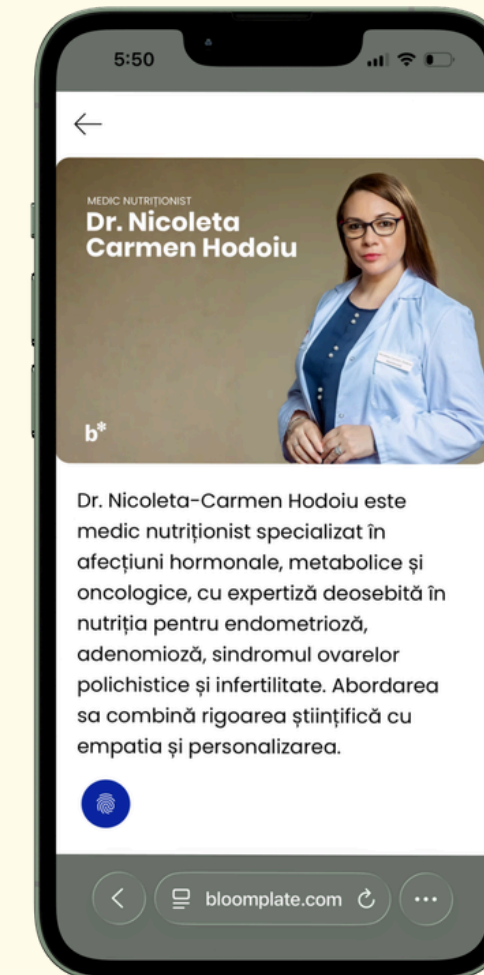 5:50
MEDIC NUTRIȚIONIST
Dr. Nicoleta
Carmen Hodoiu
b*
Dr. Nicoleta-Carmen Hodoiu este
medic nutriționist specializat în
afecțiuni hormonale, metabolice și
oncologice, cu expertiză deosebită în
nutriția pentru endometrioză,
adenomioză, sindromul ovarelor
polichistice și infertilitate. Abordarea
sa combină rigoarea științifică cu
empatia și personalizarea.
bloomplate.com